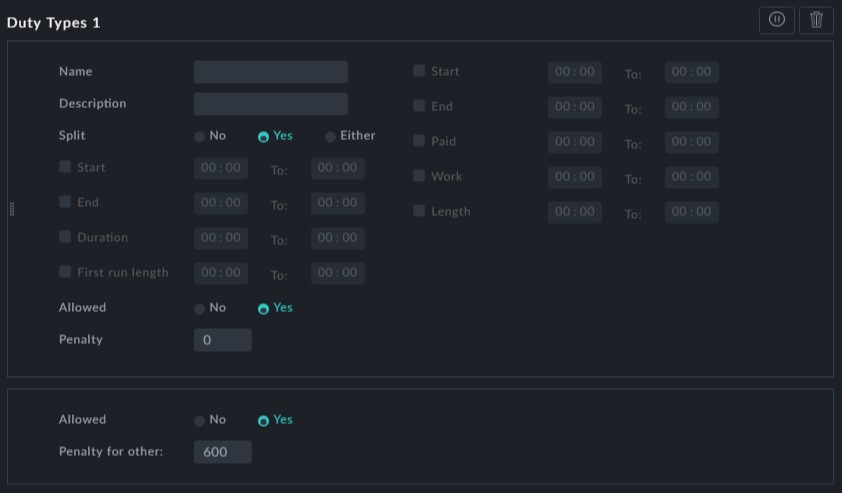 Duty Types 1
Name
Description
Split No Yes Either
Start 00:00 To: 00:00
End 00:00 To: 00:00
Duration 00:00 To: 00:00
First run length 00:00 To: 00:00
Allowed No Yes
Penalty 0
Start 00:00 To: 00:00
End 00:00 To: 00:00
Paid 00:00 To: 00:00
Work 00:00 To: 00:00
Length 00:00 To: 00:00
Allowed No Yes
Penalty for other: 600